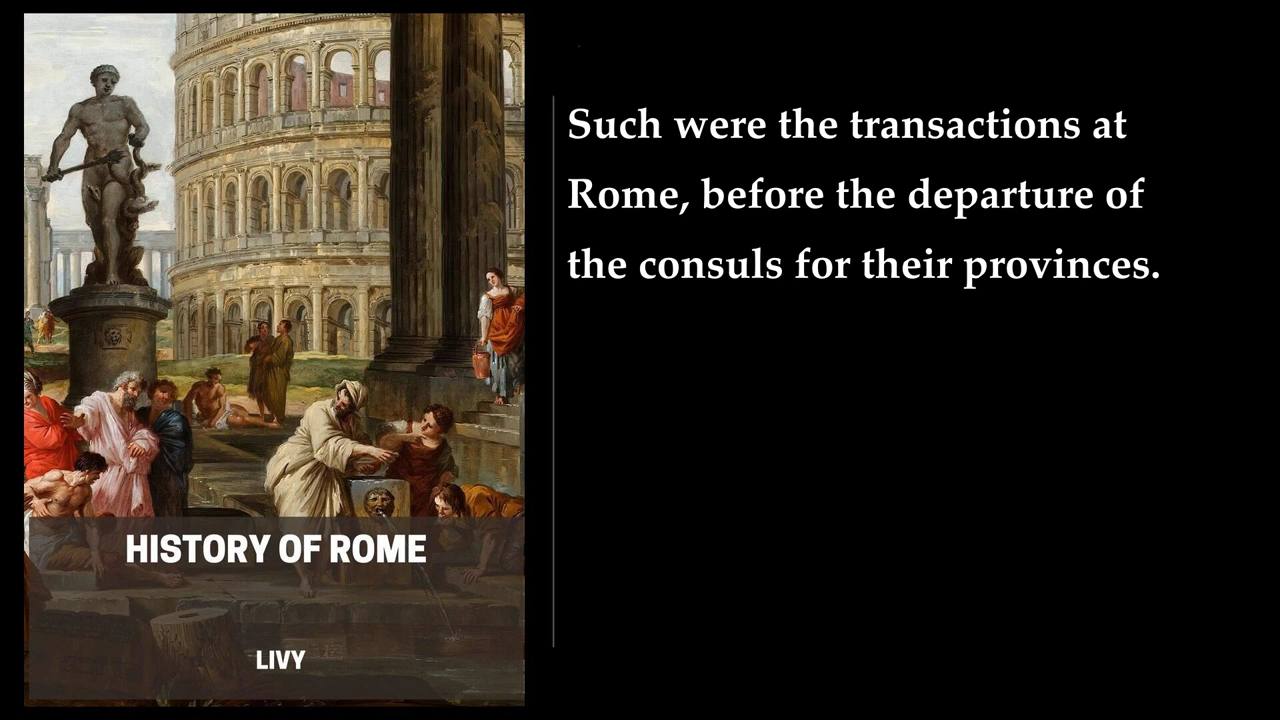 Such were the transactions at
Rome, before the departure of
the consuls for their provinces.
HISTORY OF ROME
LIVY